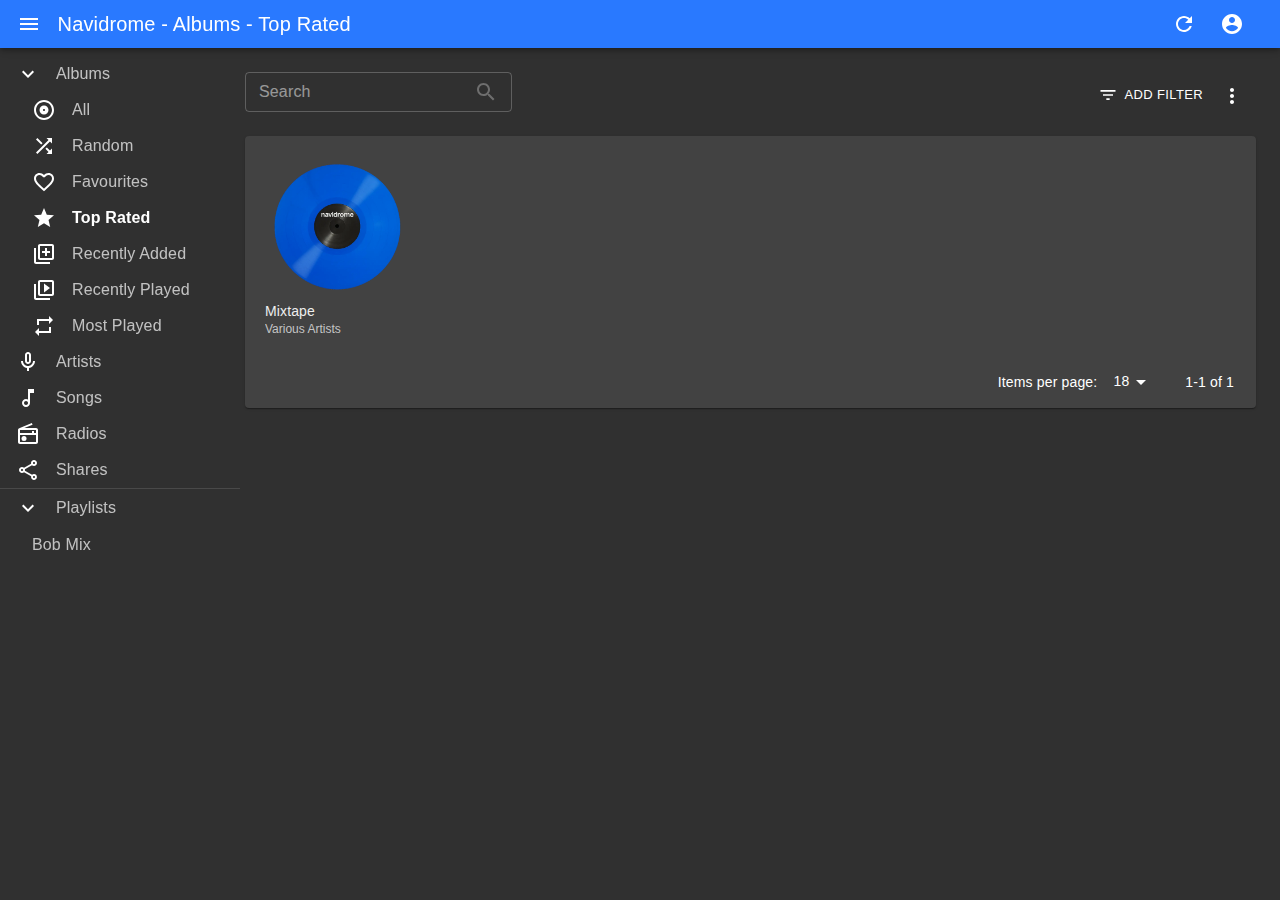 Navidrome - Albums - Top Rated
Albums
All
Random
Favourites
Top Rated
Recently Added
Recently Played
Most Played
Artists
Songs
Radios
Shares
Playlists
Bob Mix
Search
ADD FILTER
navidrome
Mixtape
Various Artists
Items per page: 18 1-1 of 1